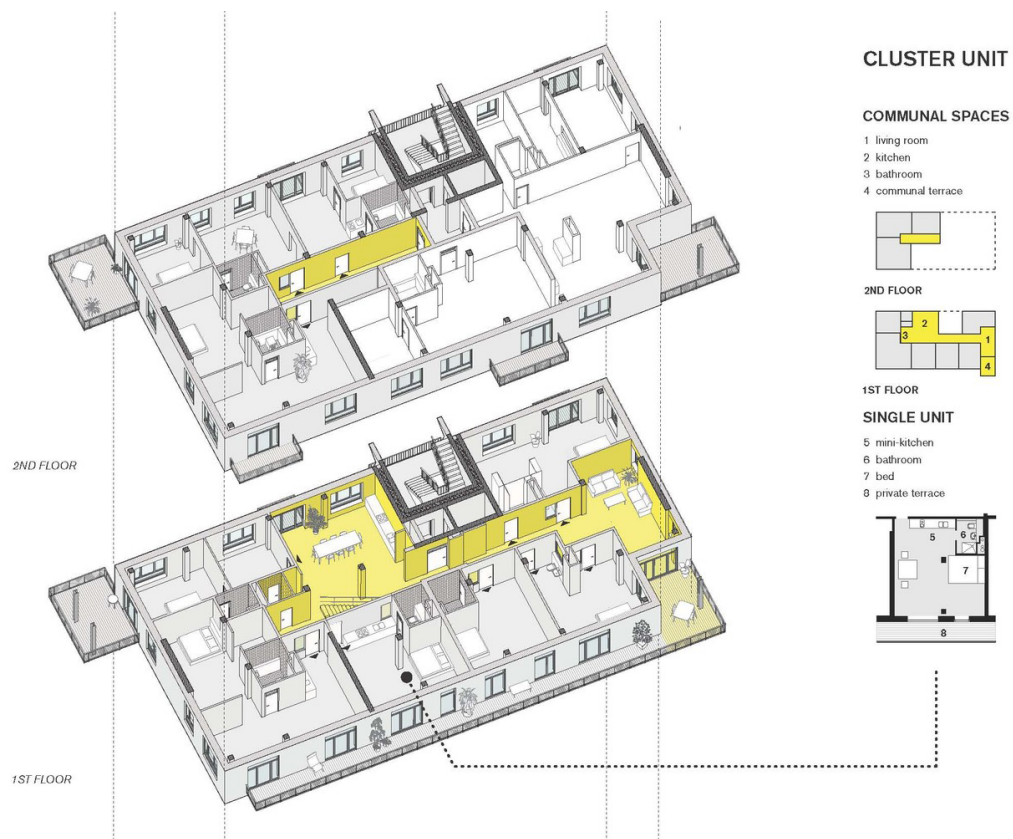 CLUSTER UNIT
COMMUNAL SPACES
1 living room
2 kitchen
3 bathroom
4 communal terrace
2ND FLOOR
2
3
1
4
1ST FLOOR
SINGLE UNIT
5 mini-kitchen
6 bathroom
7 bed
8 private terrace
5
6
7
8
2ND FLOOR
1ST FLOOR